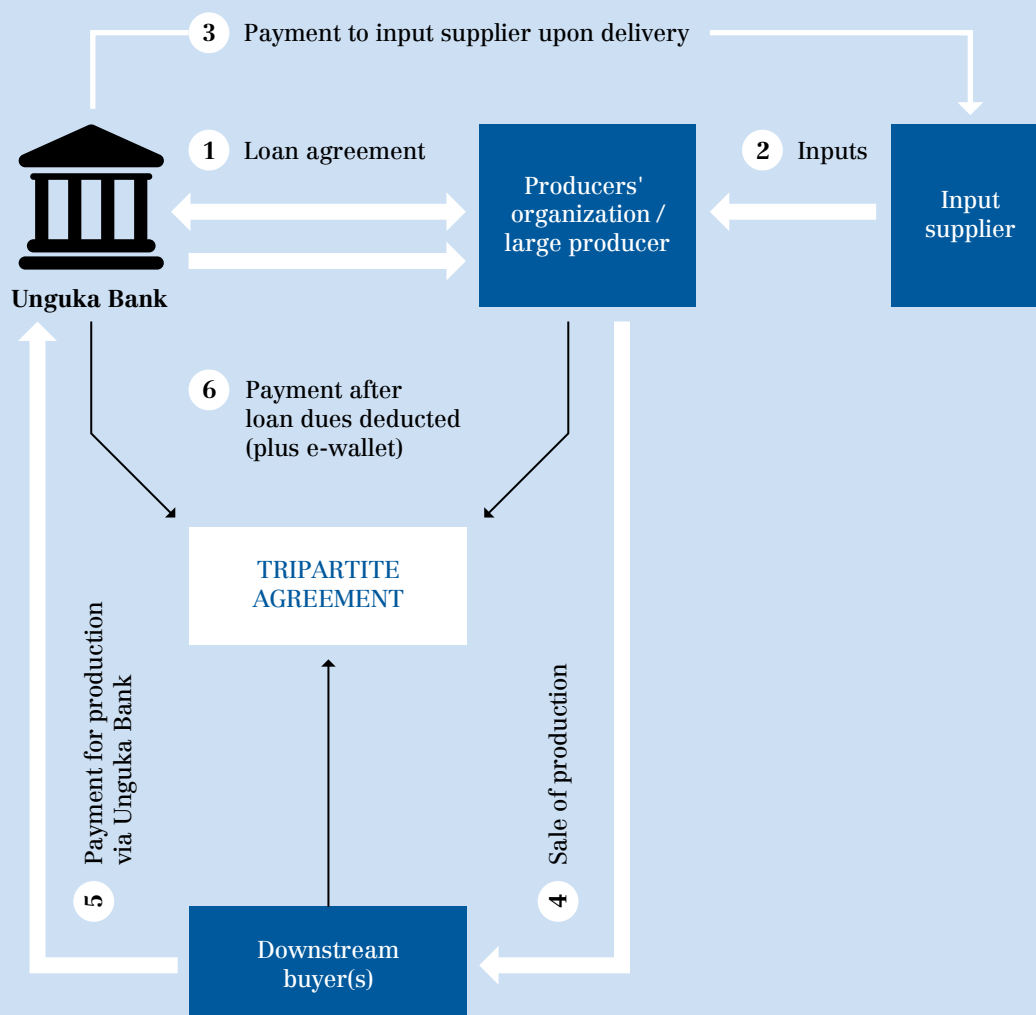 3 Payment to input supplier upon delivery
1 Loan agreement
Producers'
organization /
large producer
2 Inputs
Input
supplier
Unguka Bank
6 Payment after
loan dues deducted
(plus e-wallet)
TRIPARTITE
AGREEMENT
5 Payment for production
via Unguka Bank
4 Sale of production
Downstream
buyer(s)